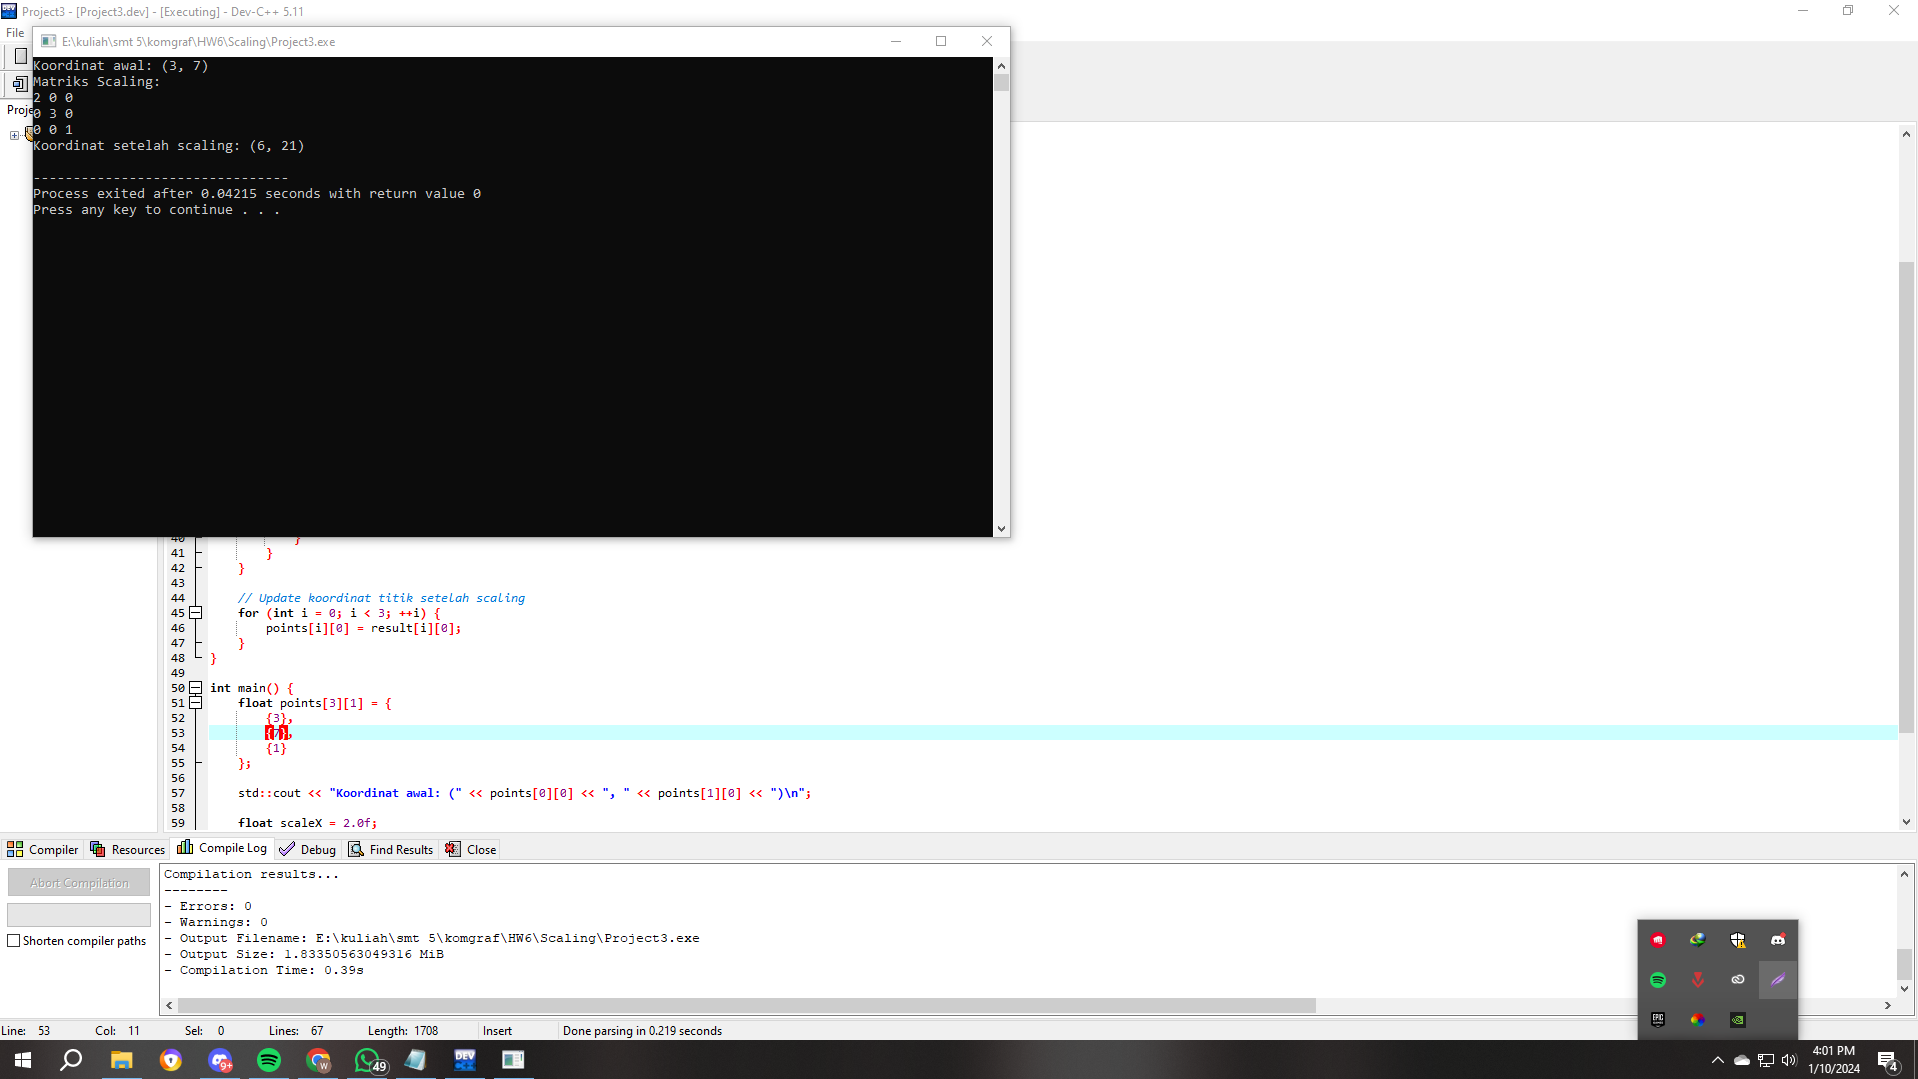 Project3 - [Project3.dev] - [Executing] - Dev-C++ 5.11
File
E:\kuliah\smt 5\komgraf\HW6\Scaling\Project3.exe
Koordinat awal: (3, 7)
Matriks Scaling:
2 0 0
0 3 0
0 0 1
Koordinat setelah scaling: (6, 21)
--------------------------------
Process exited after 0.04215 seconds with return value 0
Press any key to continue . . .
Proje
40 }
41 }
42 }
43
44 // Update koordinat titik setelah scaling
45 for (int i = 0; i < 3; ++i) {
46 points[i][0] = result[i][0];
47 }
48 }
49
50 int main() {
51 float points[3][1] = {
52 {3},
53 {7},
54 {1}
55 };
56
57 std::cout << "Koordinat awal: (" << points[0][0] << ", " << points[1][0] << ")\n";
58
59 float scaleX = 2.0f;
Compiler Resources Compile Log Debug Find Results Close
Abort Compilation
Shorten compiler paths
Compilation results...
--------
- Errors: 0
- Warnings: 0
- Output Filename: E:\kuliah\smt 5\komgraf\HW6\Scaling\Project3.exe
- Output Size: 1.83350563049316 MiB
- Compilation Time: 0.39s
Line: 53 Col: 11 Sel: 0 Lines: 67 Length: 1708 Insert Done parsing in 0.219 seconds
EPIC
9+
W
49
DEV C++
4:01 PM
1/10/2024
4